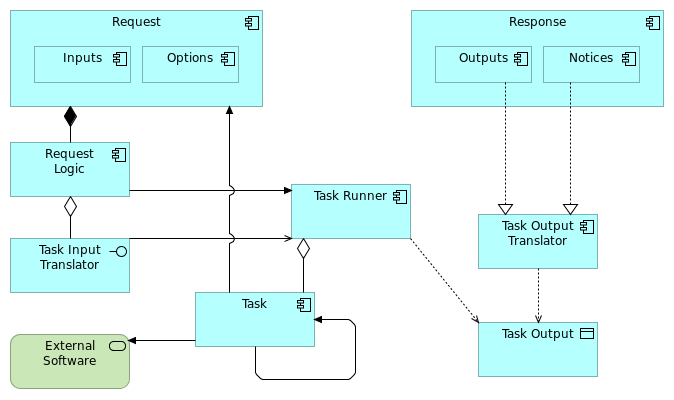 Request
Inputs
Options
Response
Outputs
Notices
Request
Logic
Task Runner
Task Output
Translator
Task Input
Translator
Task
Task Output
External
Software